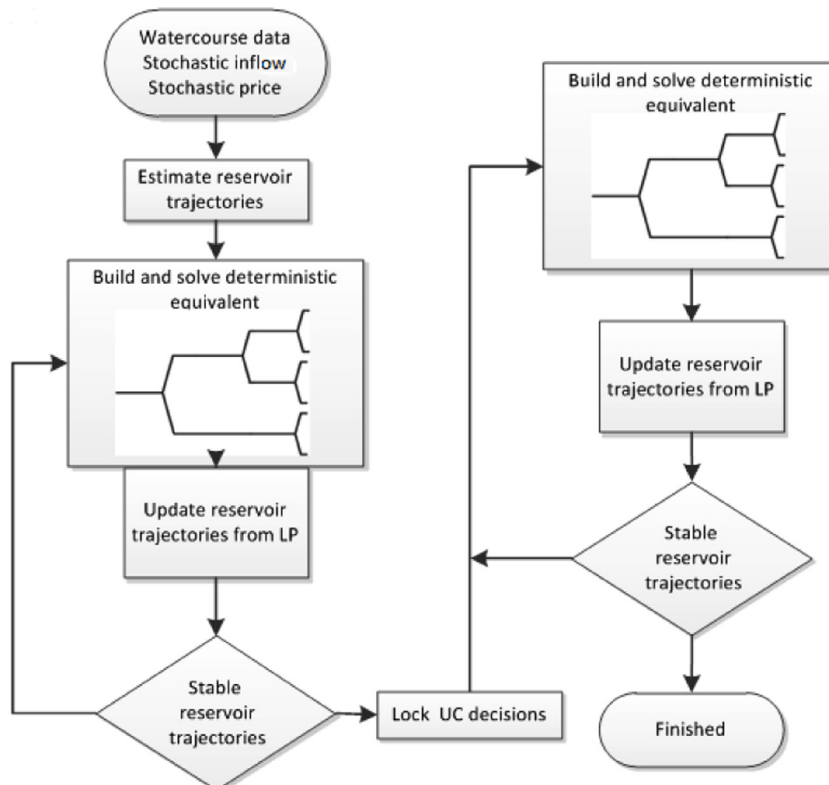 Watercourse data
Stochastic inflow
Stochastic price
Estimate reservoir
trajectories
Build and solve deterministic
equivalent
Update reservoir
trajectories from LP
Stable
reservoir
trajectories
Lock UC decisions
Build and solve deterministic
equivalent
Update reservoir
trajectories from LP
Stable
reservoir
trajectories
Finished